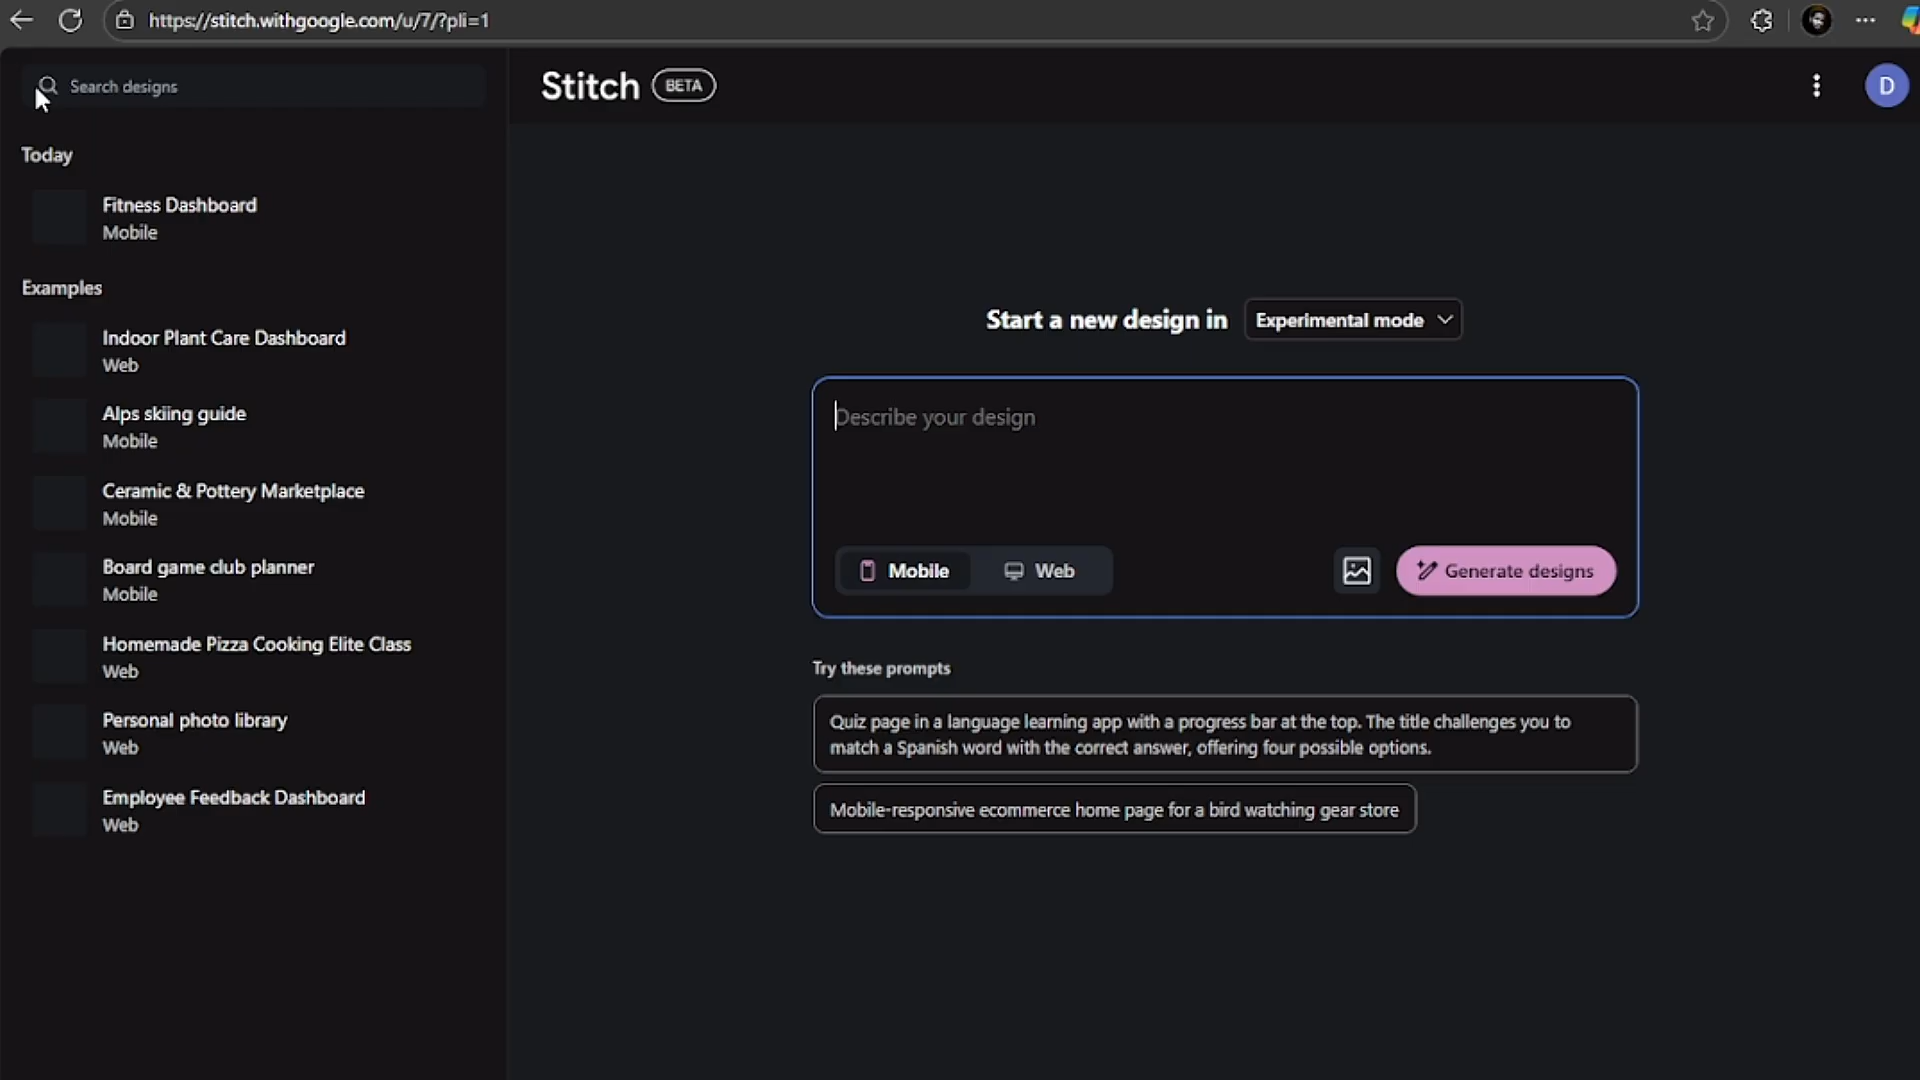 https://stitch.withgoogle.com/u/7/?pli=1
Search designs
Today
Fitness Dashboard
Mobile
Examples
Indoor Plant Care Dashboard
Web
Alps skiing guide
Mobile
Ceramic & Pottery Marketplace
Mobile
Board game club planner
Mobile
Homemade Pizza Cooking Elite Class
Web
Personal photo library
Web
Employee Feedback Dashboard
Web
Stitch BETA
D
Start a new design in Experimental mode
Describe your design
Mobile Web Generate designs
Try these prompts
Quiz page in a language learning app with a progress bar at the top. The title challenges you to
match a Spanish word with the correct answer, offering four possible options.
Mobile-responsive ecommerce home page for a bird watching gear store